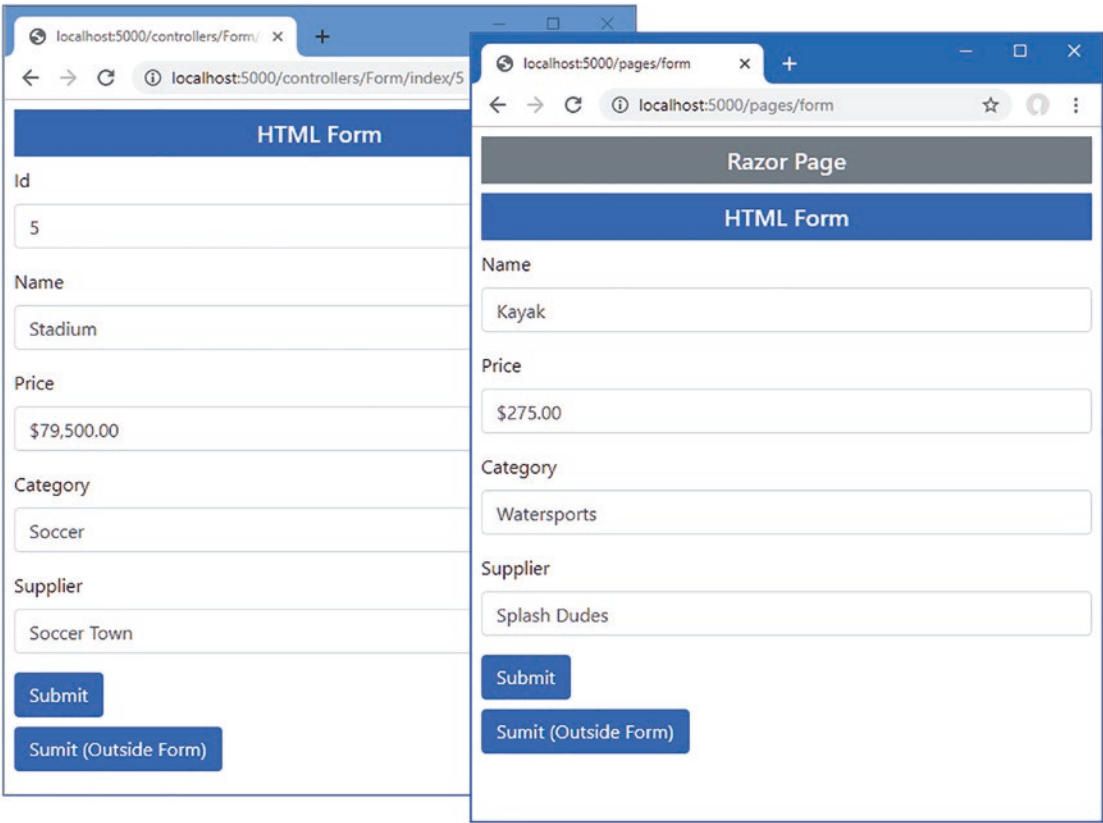 localhost:5000/controllers/Form/
localhost:5000/controllers/Form/index/5
HTML Form
Id
5
Name
Stadium
Price
$79,500.00
Category
Soccer
Supplier
Soccer Town
Submit
Sumit (Outside Form)
localhost:5000/pages/form
localhost:5000/pages/form
Razor Page
HTML Form
Name
Kayak
Price
$275.00
Category
Watersports
Supplier
Splash Dudes
Submit
Sumit (Outside Form)